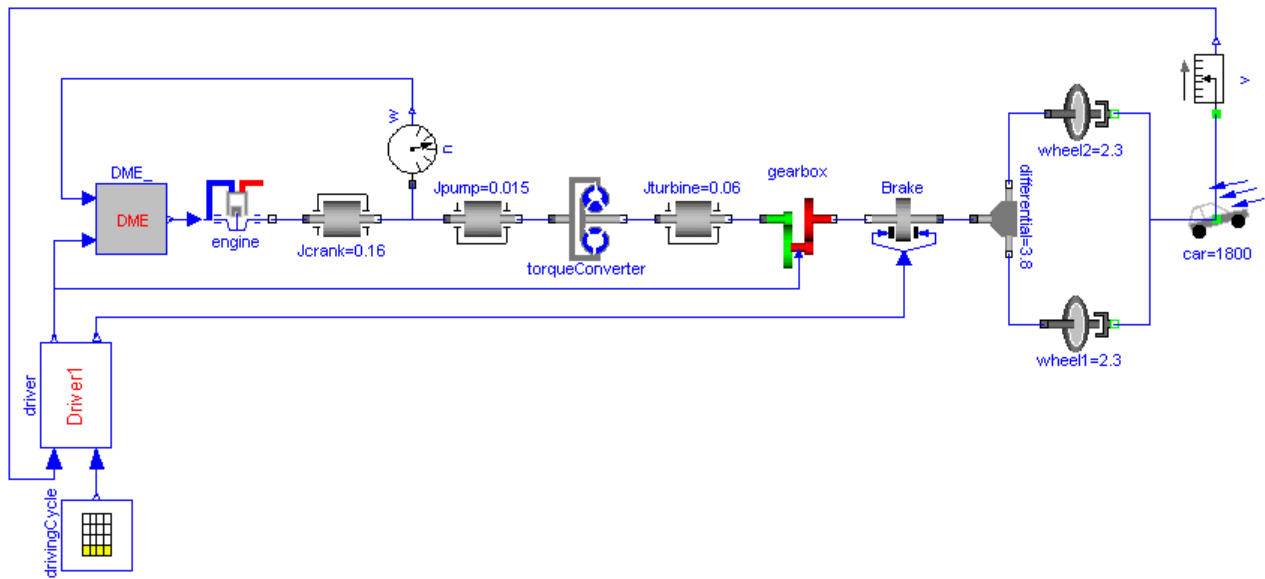 v
w
n
DME_
DME
engine
Jcrank=0.16
Jpump=0.015
torqueConverter
Jturbine=0.06
gearbox
Brake
differential=3.8
wheel2=2.3
wheel1=2.3
car=1800
driver
Driver1
drivingCycle